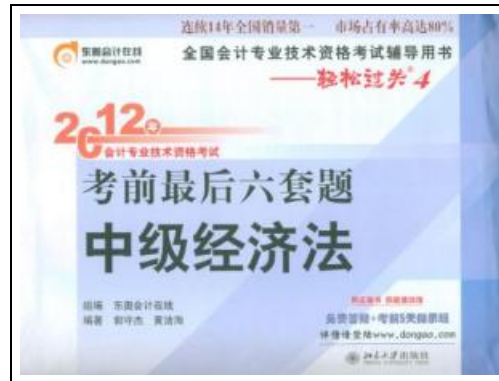 连续14年全国销量第一 市场占有率高达80%
东奥会计在线
www.dongao.com
全国会计专业技术资格考试辅导用书
——轻松过关®4
2012年
会计专业技术资格考试
考前最后六套题
中级经济法
组编 东奥会计在线
编著 郭守杰 黄洁洵
免费答疑+考前5天提示班
详情请登陆www.dongao.com
北京大学出版社